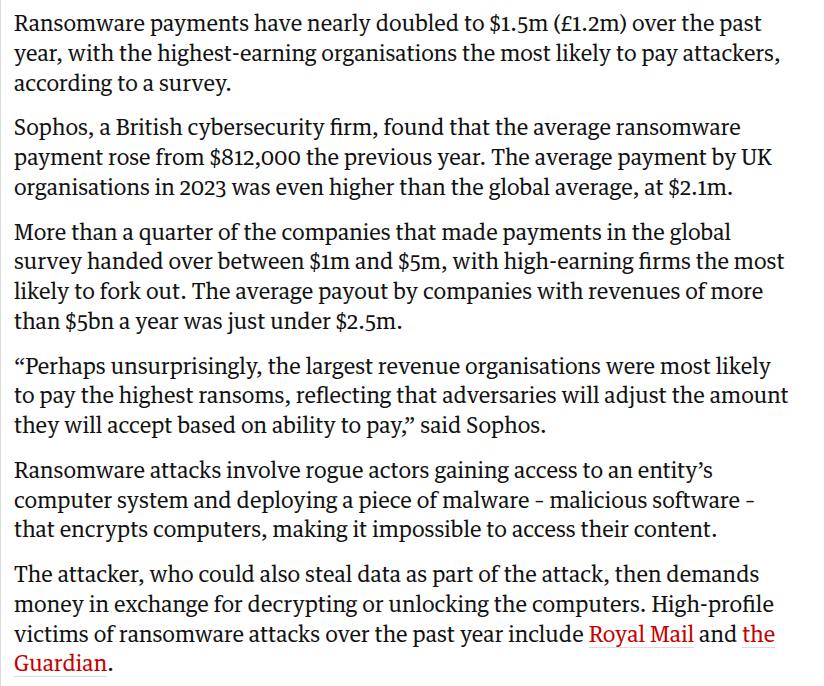 Ransomware payments have nearly doubled to $1.5m (£1.2m) over the past
year, with the highest-earning organisations the most likely to pay attackers,
according to a survey.
Sophos, a British cybersecurity firm, found that the average ransomware
payment rose from $812,000 the previous year. The average payment by UK
organisations in 2023 was even higher than the global average, at $2.1m.
More than a quarter of the companies that made payments in the global
survey handed over between $1m and $5m, with high-earning firms the most
likely to fork out. The average payout by companies with revenues of more
than $5bn a year was just under $2.5m.
“Perhaps unsurprisingly, the largest revenue organisations were most likely
to pay the highest ransoms, reflecting that adversaries will adjust the amount
they will accept based on ability to pay,” said Sophos.
Ransomware attacks involve rogue actors gaining access to an entity’s
computer system and deploying a piece of malware – malicious software –
that encrypts computers, making it impossible to access their content.
The attacker, who could also steal data as part of the attack, then demands
money in exchange for decrypting or unlocking the computers. High-profile
victims of ransomware attacks over the past year include Royal Mail and the
Guardian.